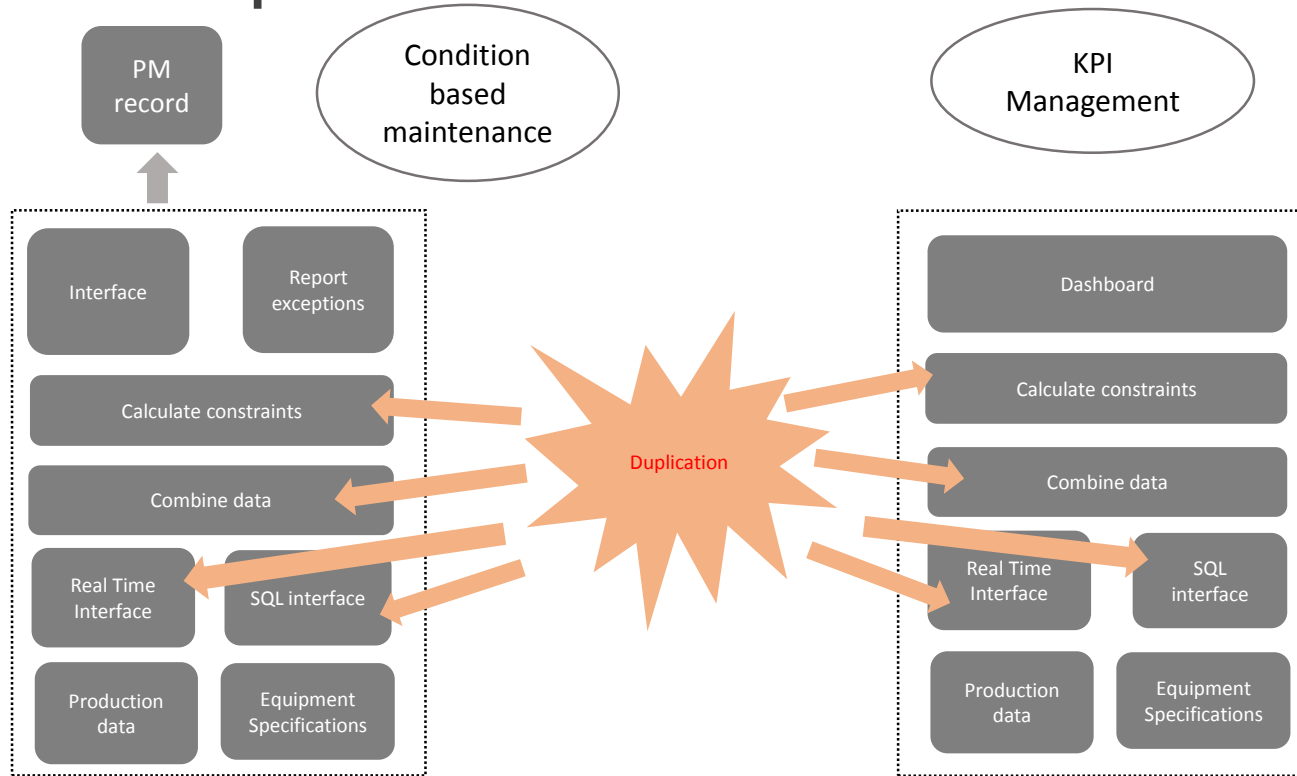 PM
record
Condition
based
maintenance
KPI
Management
Interface
Report
exceptions
Calculate constraints
Combine data
Real Time
Interface
SQL interface
Production
data
Equipment
Specifications
Duplication
Dashboard
Calculate constraints
Combine data
Real Time
Interface
SQL
interface
Production
data
Equipment
Specifications